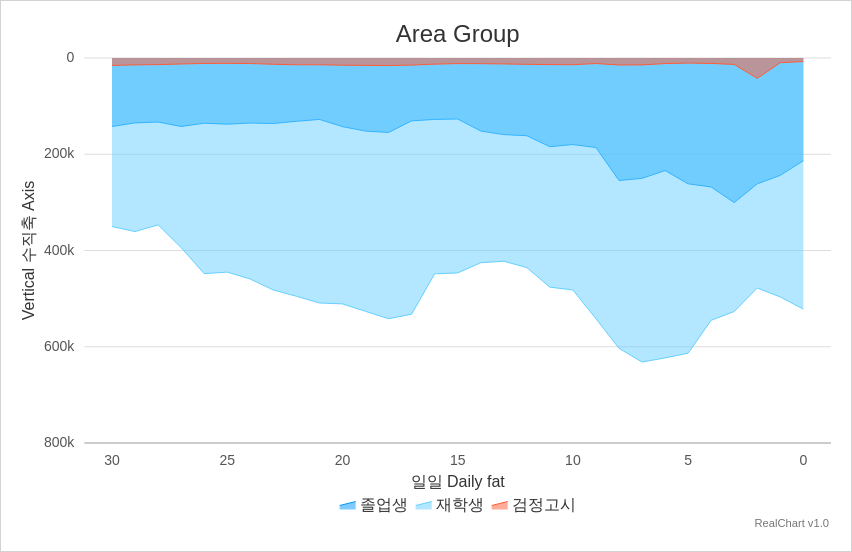 Area Group
0
200k
400k
600k
800k
Vertical 수직축 Axis
30 25 20 15 10 5 0
일일 Daily fat
졸업생 재학생 검정고시
RealChart v1.0